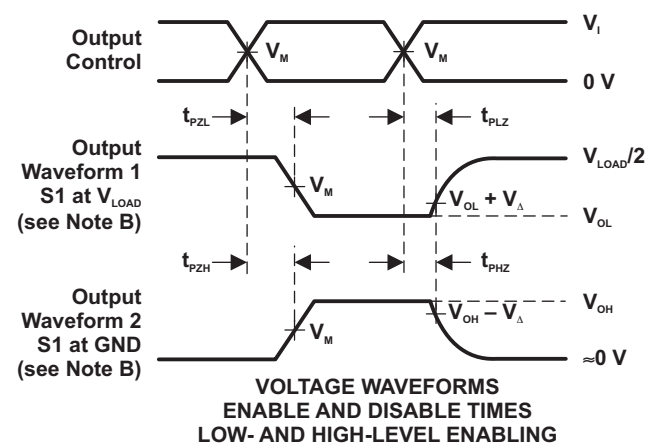 Output
Control
V_M
V_M
V_I
0 V
t_PZL
t_PLZ
Output
Waveform 1
S1 at V_LOAD
(see Note B)
V_M
V_OL + V_Δ
V_LOAD/2
V_OL
t_PZH
t_PHZ
Output
Waveform 2
S1 at GND
(see Note B)
V_M
V_OH – V_Δ
V_OH
≈0 V
VOLTAGE WAVEFORMS
ENABLE AND DISABLE TIMES
LOW- AND HIGH-LEVEL ENABLING